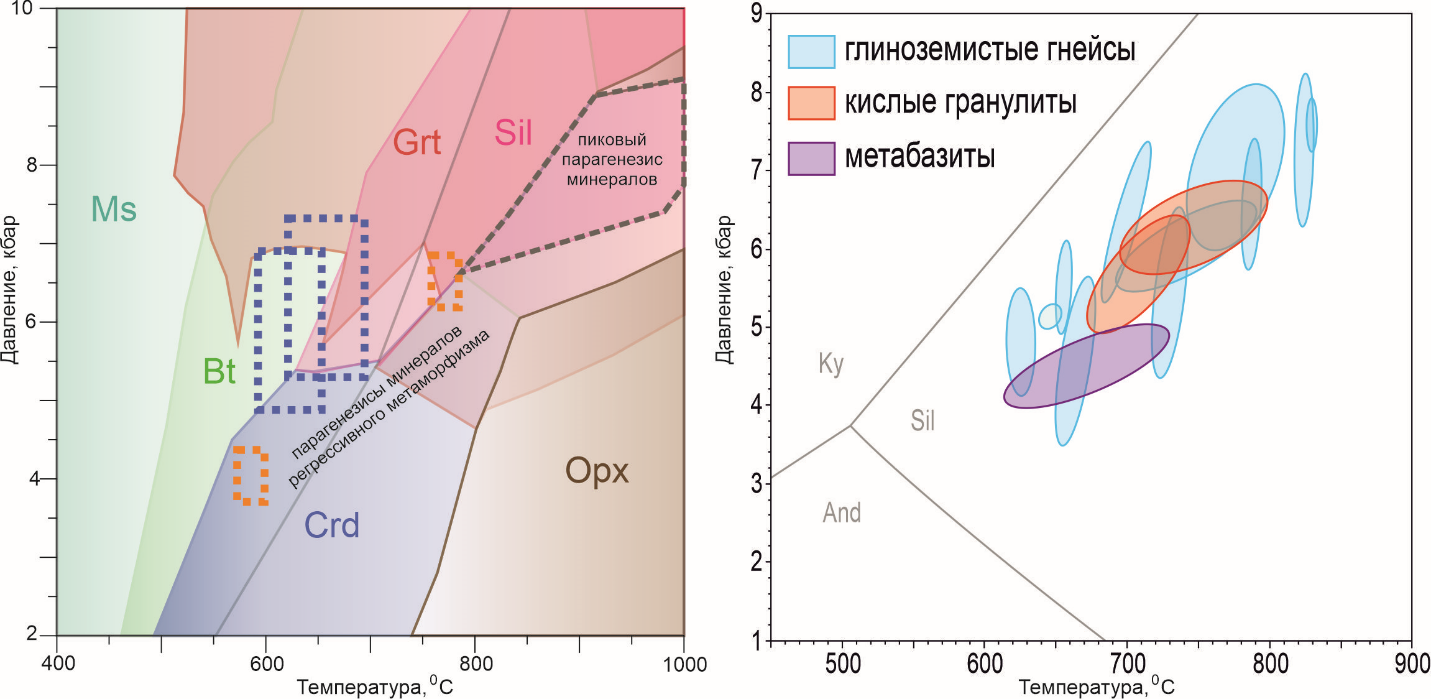 10
8
6
4
2
400
600
800
1000
Давление, кбар
Температура, ⁰C
Ms
Bt
Grt
Sil
Crd
Opx
пиковый
парагенезис
минералов
парагенезисы минералов
регрессивного метаморфизма
9
8
7
6
5
4
3
2
1
500
600
700
800
900
Давление, кбар
Температура, ⁰C
глиноземистые гнейсы
кислые гранулиты
метабазиты
Ky
Sil
And